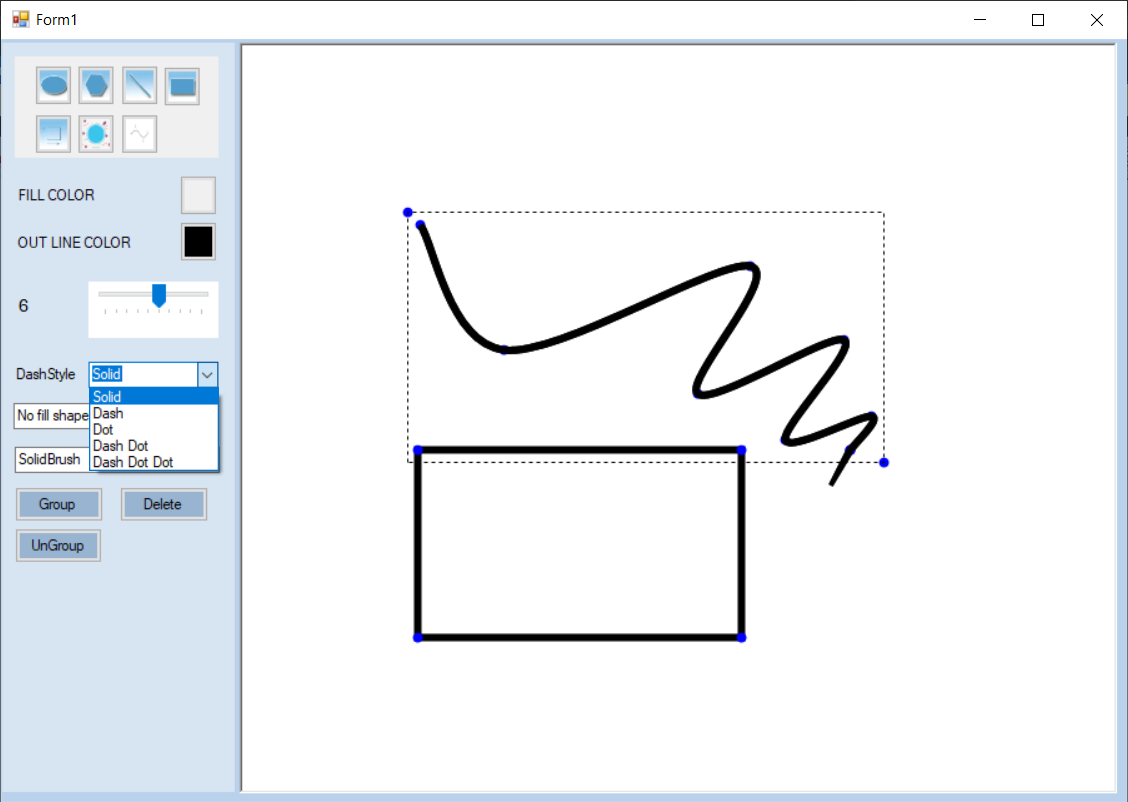 Form1
FILL COLOR
OUT LINE COLOR
6
DashStyle Solid
Solid
Dash
Dot
Dash Dot
Dash Dot Dot
No fill shape
SolidBrush
Group Delete
UnGroup